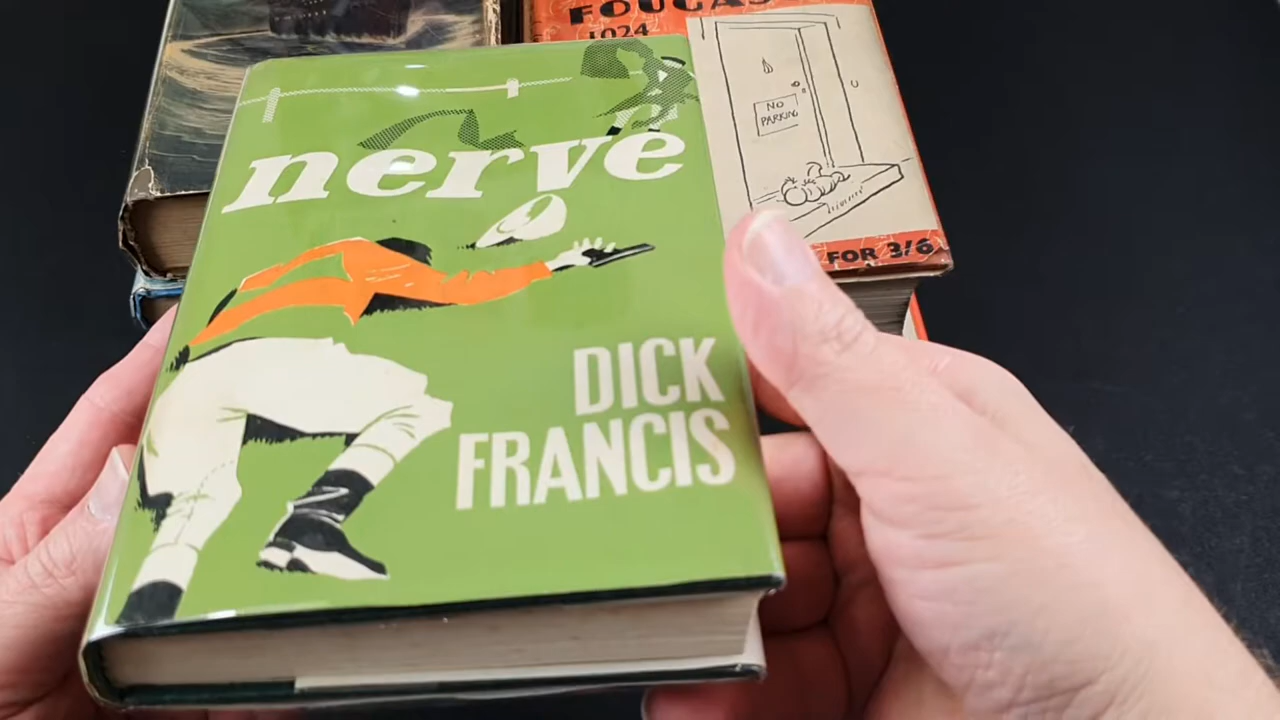 FOUGAS
1024
NO
PARKING
FOR 3/6
nerve
DICK
FRANCIS